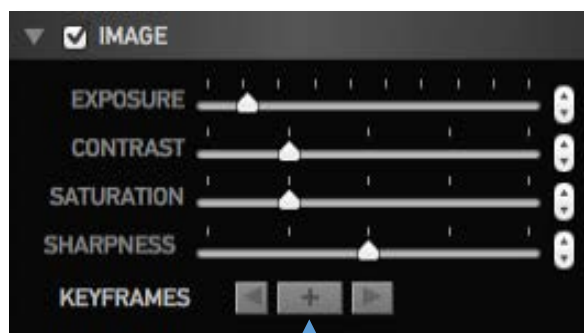 IMAGE
EXPOSURE
CONTRAST
SATURATION
SHARPNESS
KEYFRAMES +